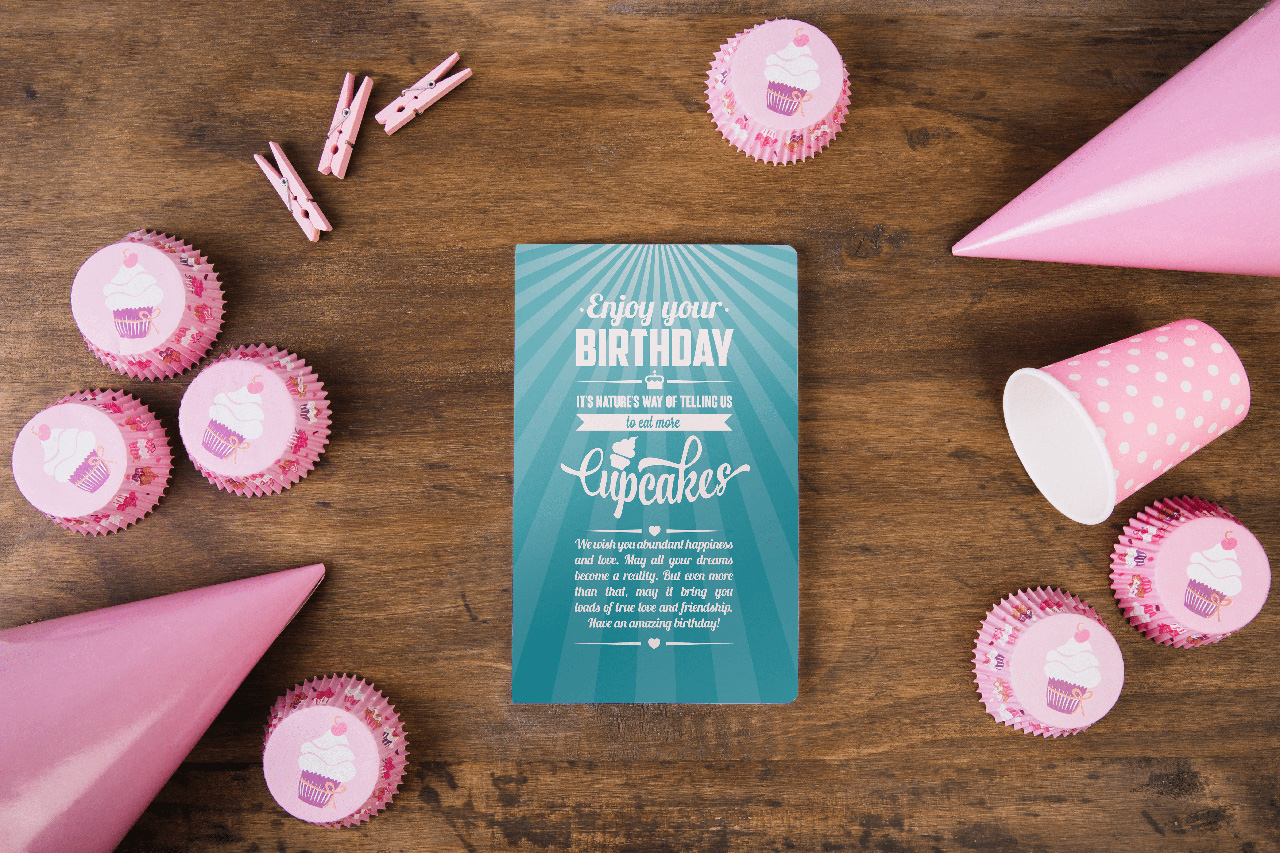 Enjoy your
BIRTHDAY
IT'S NATURE'S WAY OF TELLING US
to eat more
Cupcakes
We wish you abundant happiness
and love. May all your dreams
become a reality. But even more
than that, may it bring you
loads of true love and friendship.
Have an amazing birthday!